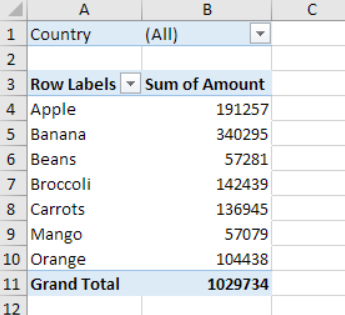 A B C
1 Country (All)
2
3 Row Labels Sum of Amount
4 Apple 191257
5 Banana 340295
6 Beans 57281
7 Broccoli 142439
8 Carrots 136945
9 Mango 57079
10 Orange 104438
11 Grand Total 1029734
12